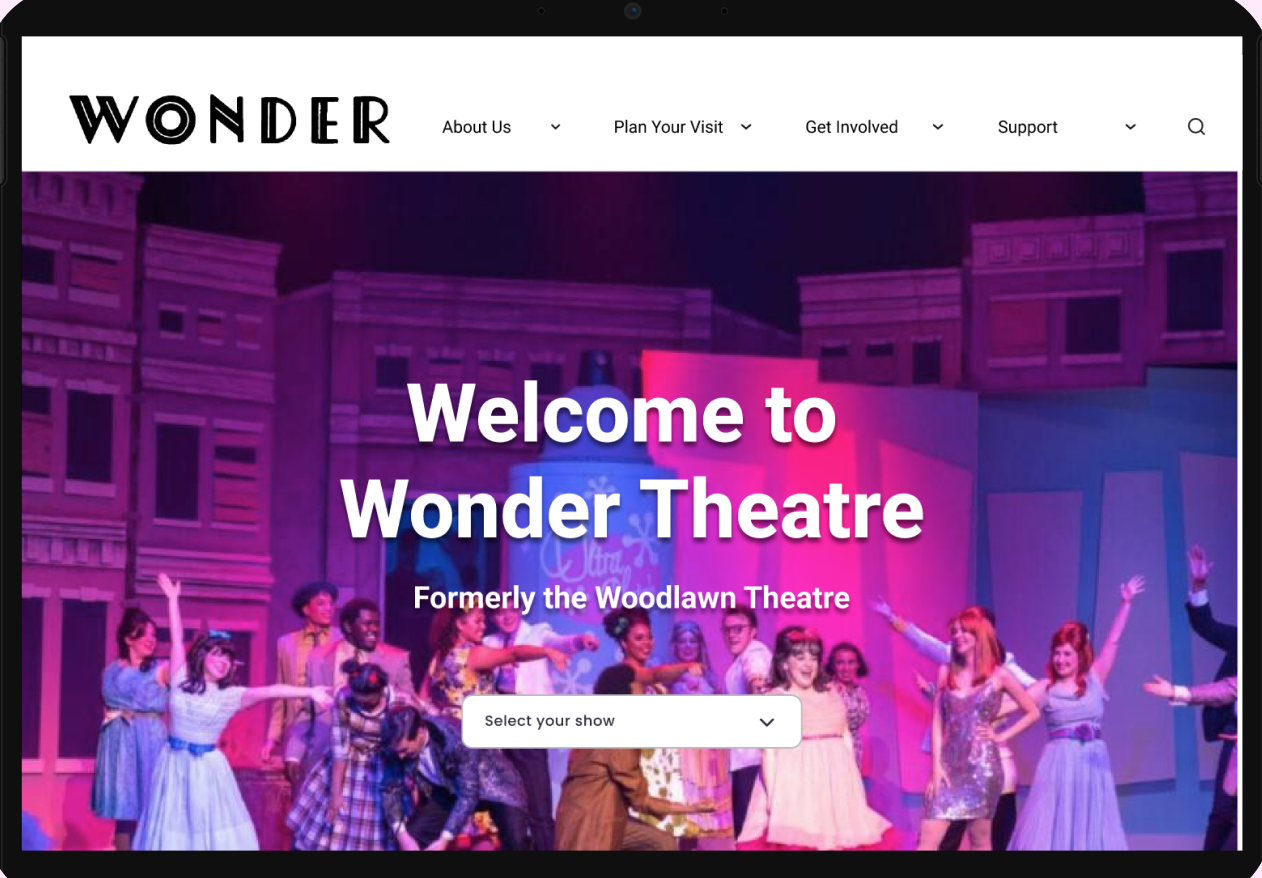 WONDER
About Us
Plan Your Visit
Get Involved
Support
Welcome to
Wonder Theatre
Ultra
Formerly the Woodlawn Theatre
Select your show